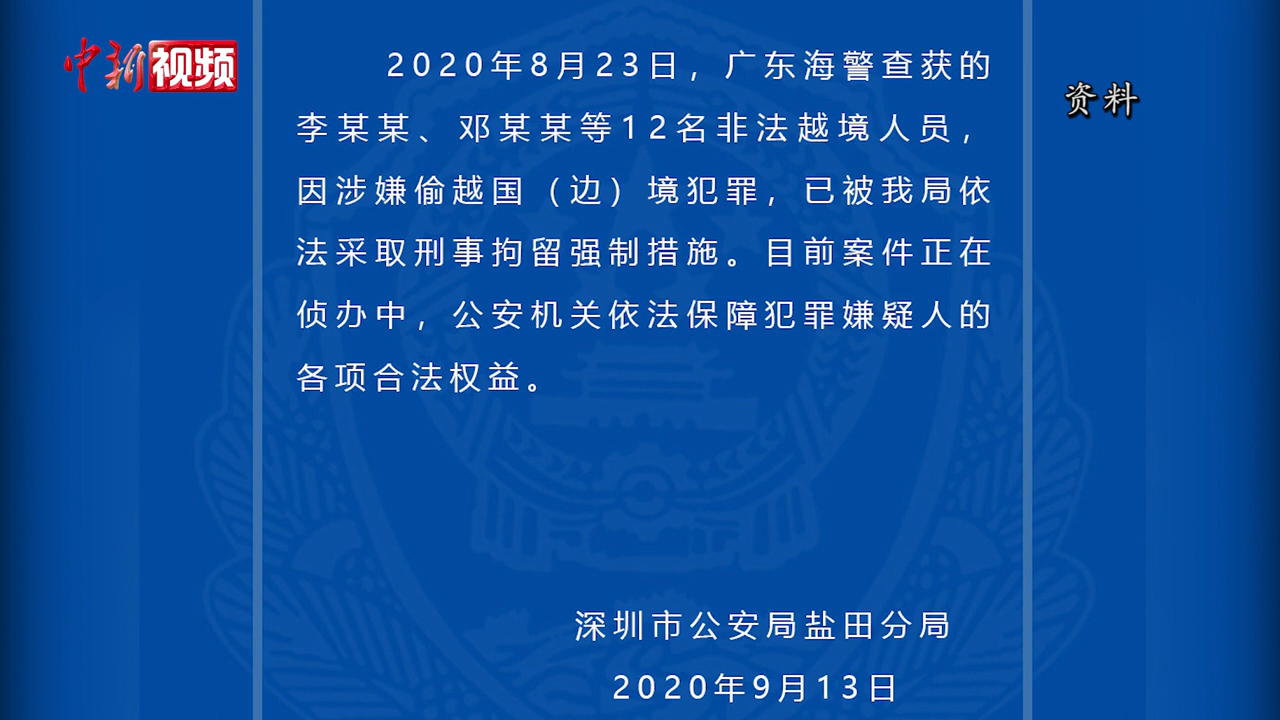 中新视频
资料
2020年8月23日，广东海警查获的
李某某、邓某某等12名非法越境人员，
因涉嫌偷越国（边）境犯罪，已被我局依
法采取刑事拘留强制措施。目前案件正在
侦办中，公安机关依法保障犯罪嫌疑人的
各项合法权益。
深圳市公安局盐田分局
2020年9月13日